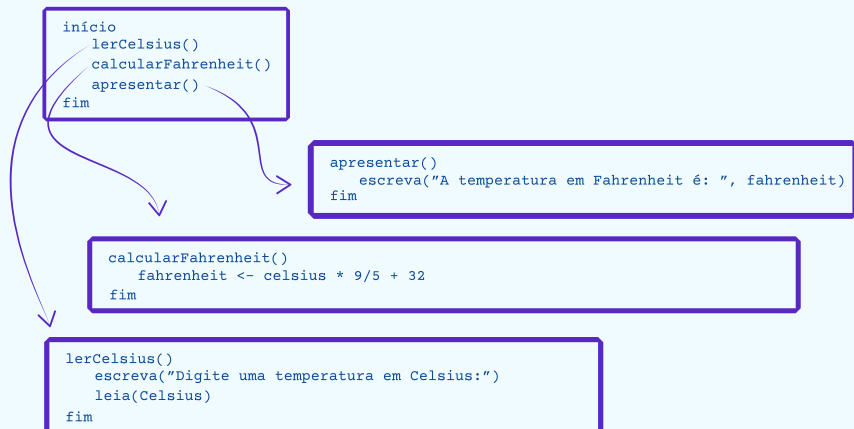 início
lerCelsius()
calcularFahrenheit()
apresentar()
fim
apresentar()
escreva(”A temperatura em Fahrenheit é: ”, fahrenheit)
fim
calcularFahrenheit()
fahrenheit <- celsius * 9/5 + 32
fim
lerCelsius()
escreva(”Digite uma temperatura em Celsius:”)
leia(Celsius)
fim